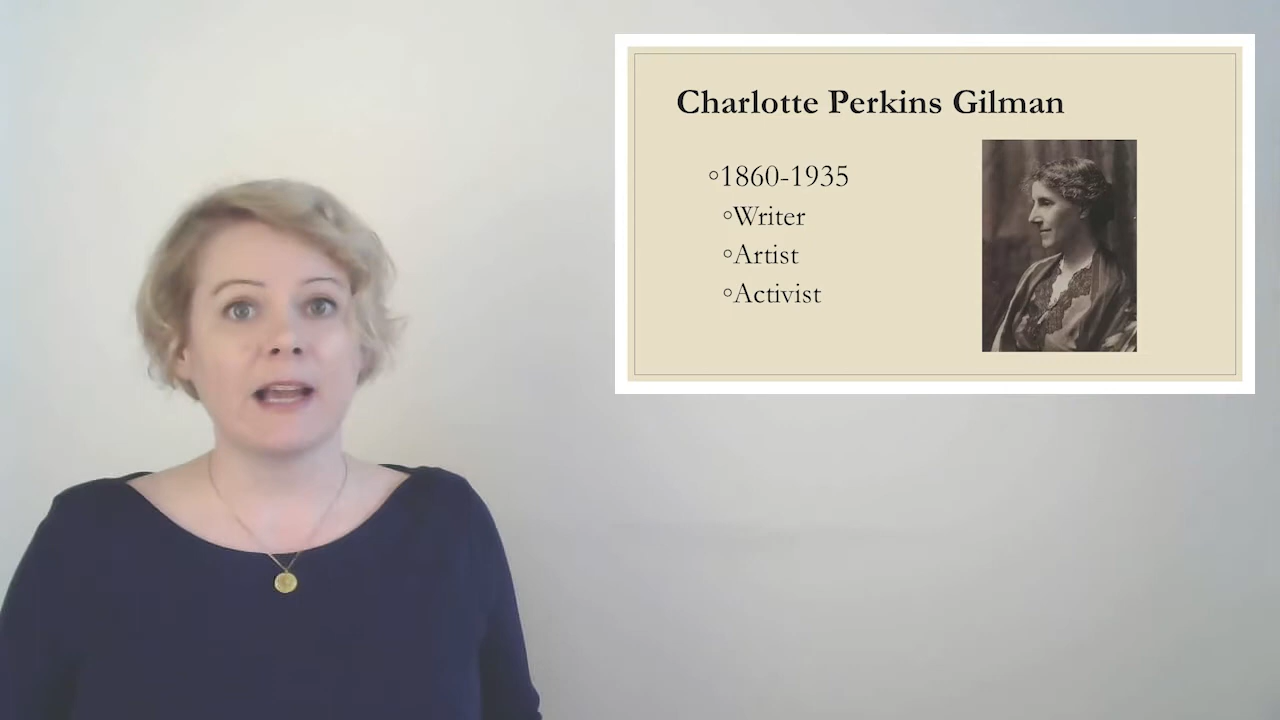 Charlotte Perkins Gilman
◦1860-1935
◦Writer
◦Artist
◦Activist